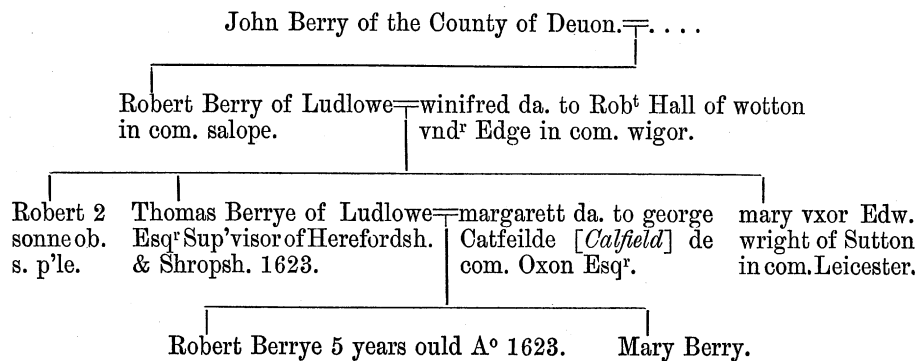 John Berry of the County of Deuon.=. . . .
Robert Berry of Ludlowe=winifred da. to Robᵗ Hall of wotton
in com. salope. vndʳ Edge in com. wigor.
Robert 2
sonne ob.
s. p'le.
Thomas Berrye of Ludlowe=margarett da. to george
Esqʳ Sup'visor of Herefordsh. Catfeilde [Calfield] de
& Shropsh. 1623. com. Oxon Esqʳ.
mary vxor Edw.
wright of Sutton
in com. Leicester.
Robert Berrye 5 years ould Aº 1623. Mary Berry.